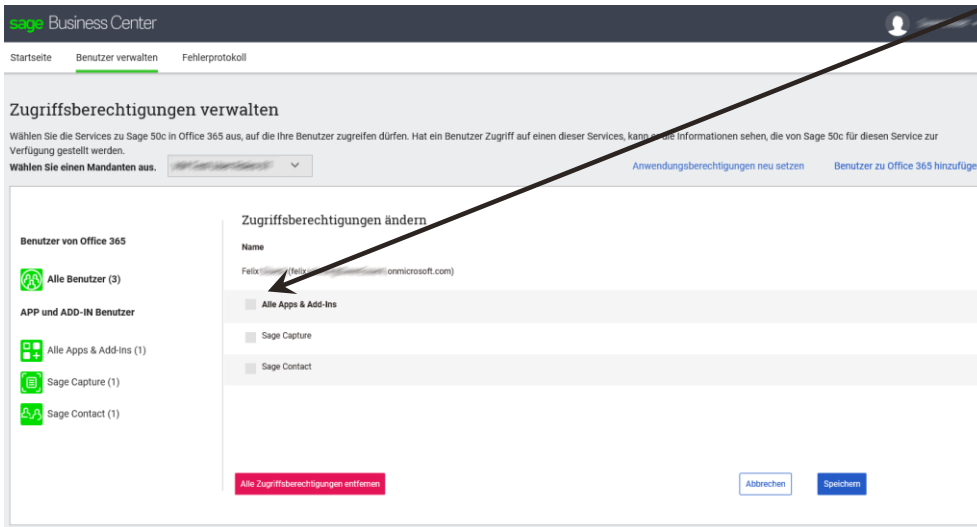 sage Business Center
Startseite Benutzer verwalten Fehlerprotokoll
Zugriffsberechtigungen verwalten
Wählen Sie die Services zu Sage 50c in Office 365 aus, auf die Ihre Benutzer zugreifen dürfen. Hat ein Benutzer Zugriff auf einen dieser Services, kann er die Informationen sehen, die von Sage 50c für diesen Service zur
Verfügung gestellt werden.
Wählen Sie einen Mandanten aus.
Anwendungsberechtigungen neu setzen Benutzer zu Office 365 hinzufüge
Zugriffsberechtigungen ändern
Benutzer von Office 365
Name
Felix (felix onmicrosoft.com)
Alle Benutzer (3)
Alle Apps & Add-Ins
APP und ADD-IN Benutzer
Sage Capture
Alle Apps & Add-Ins (1)
Sage Contact
Sage Capture (1)
Sage Contact (1)
Alle Zugriffsberechtigungen entfernen Abbrechen Speichern